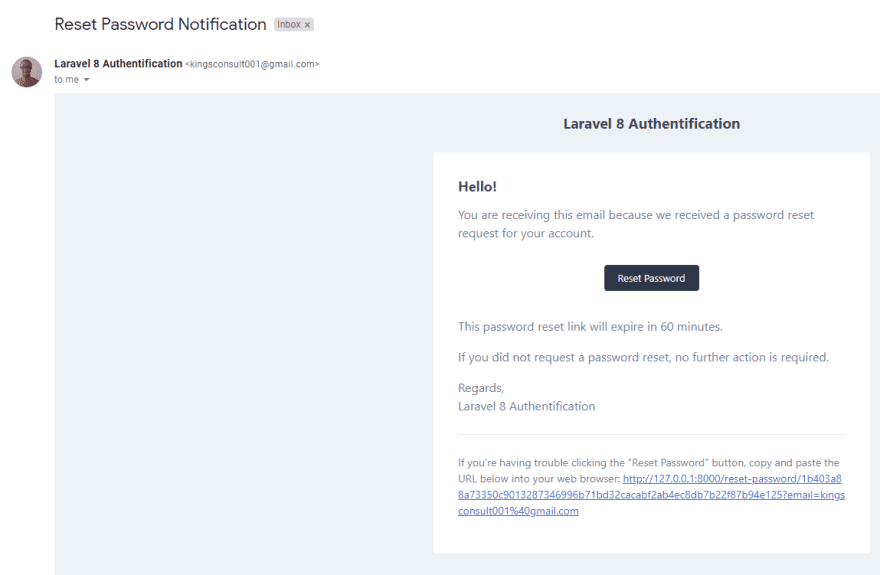 Reset Password Notification Inbox x
Laravel 8 Authentification <kingsconsult001@gmail.com>
to me
Laravel 8 Authentification
Hello!
You are receiving this email because we received a password reset
request for your account.
Reset Password
This password reset link will expire in 60 minutes.
If you did not request a password reset, no further action is required.
Regards,
Laravel 8 Authentification
If you're having trouble clicking the "Reset Password" button, copy and paste the
URL below into your web browser: http://127.0.0.1:8000/reset-password/1b403a8
8a73350c9013287346996b71bd32cacabf2ab4ec8db7b22f87b94e125?email=kings
consult001%40gmail.com